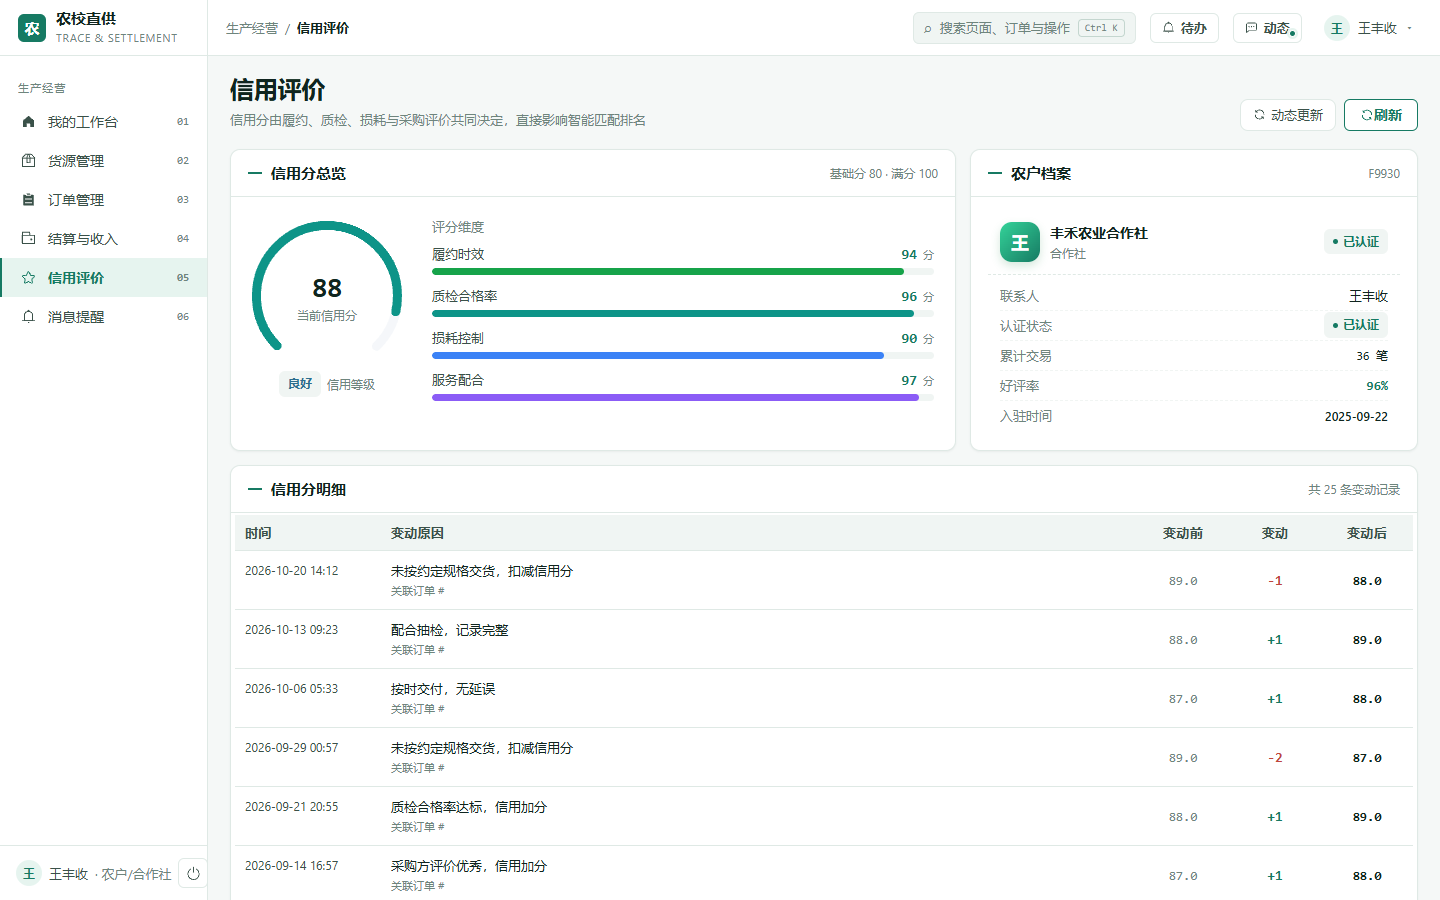 农 农校直供
TRACE & SETTLEMENT
生产经营 / 信用评价
搜索页面、订单与操作 Ctrl K
待办
动态
王 王丰收
生产经营
我的工作台 01
货源管理 02
订单管理 03
结算与收入 04
信用评价 05
消息提醒 06
王 王丰收 · 农户/合作社
信用评价
信用分由履约、质检、损耗与采购评价共同决定，直接影响智能匹配排名
动态更新
刷新
信用分总览 基础分 80 · 满分 100
88
当前信用分
良好 信用等级
评分维度
履约时效 94 分
质检合格率 96 分
损耗控制 90 分
服务配合 97 分
农户档案 F9930
王 丰禾农业合作社
合作社
已认证
联系人 王丰收
认证状态 已认证
累计交易 36 笔
好评率 96%
入驻时间 2025-09-22
信用分明细 共 25 条变动记录
时间 变动原因 变动前 变动 变动后
2026-10-20 14:12 未按约定规格交货，扣减信用分 89.0 -1 88.0
关联订单 #
2026-10-13 09:23 配合抽检，记录完整 88.0 +1 89.0
关联订单 #
2026-10-06 05:33 按时交付，无延误 87.0 +1 88.0
关联订单 #
2026-09-29 00:57 未按约定规格交货，扣减信用分 89.0 -2 87.0
关联订单 #
2026-09-21 20:55 质检合格率达标，信用加分 88.0 +1 89.0
关联订单 #
2026-09-14 16:57 采购方评价优秀，信用加分 87.0 +1 88.0
关联订单 #